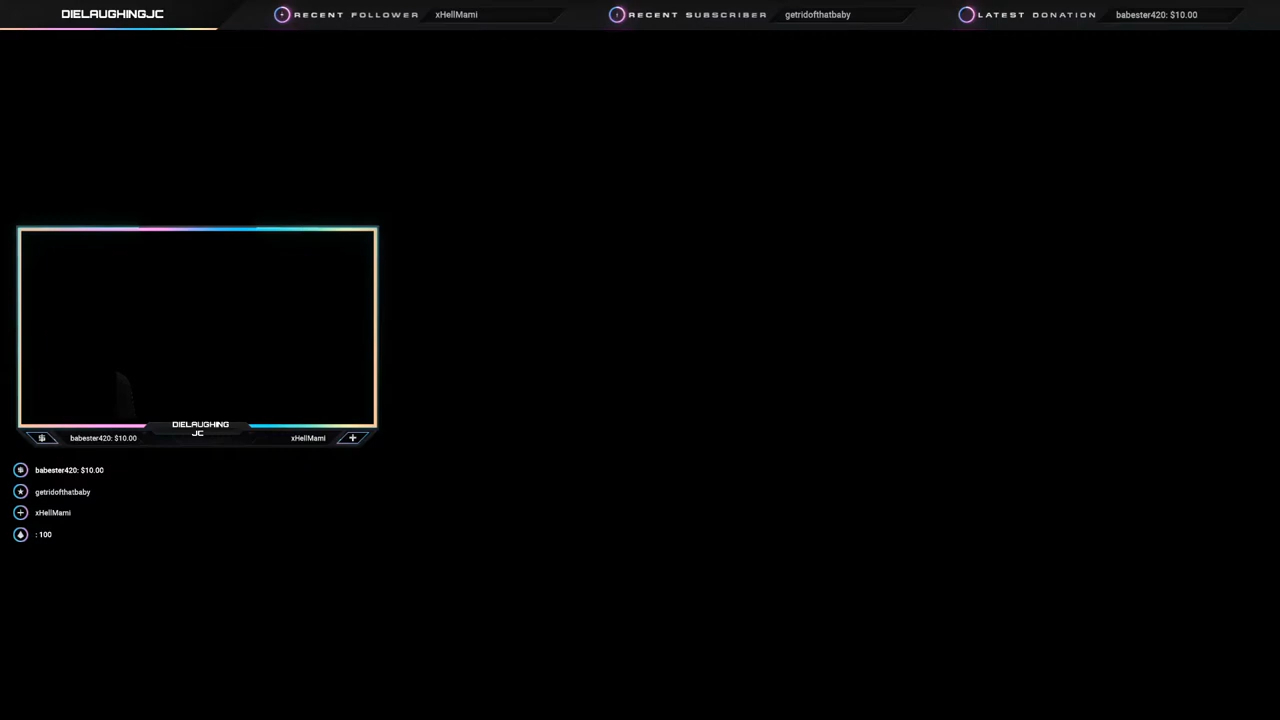 DIELAUGHINGJC
RECENT FOLLOWER xHellMami
RECENT SUBSCRIBER getridofthatbaby
LATEST DONATION babester420: $10.00
DIELAUGHING
JC
babester420: $10.00
xHellMami
babester420: $10.00
getridofthatbaby
xHellMami
: 100